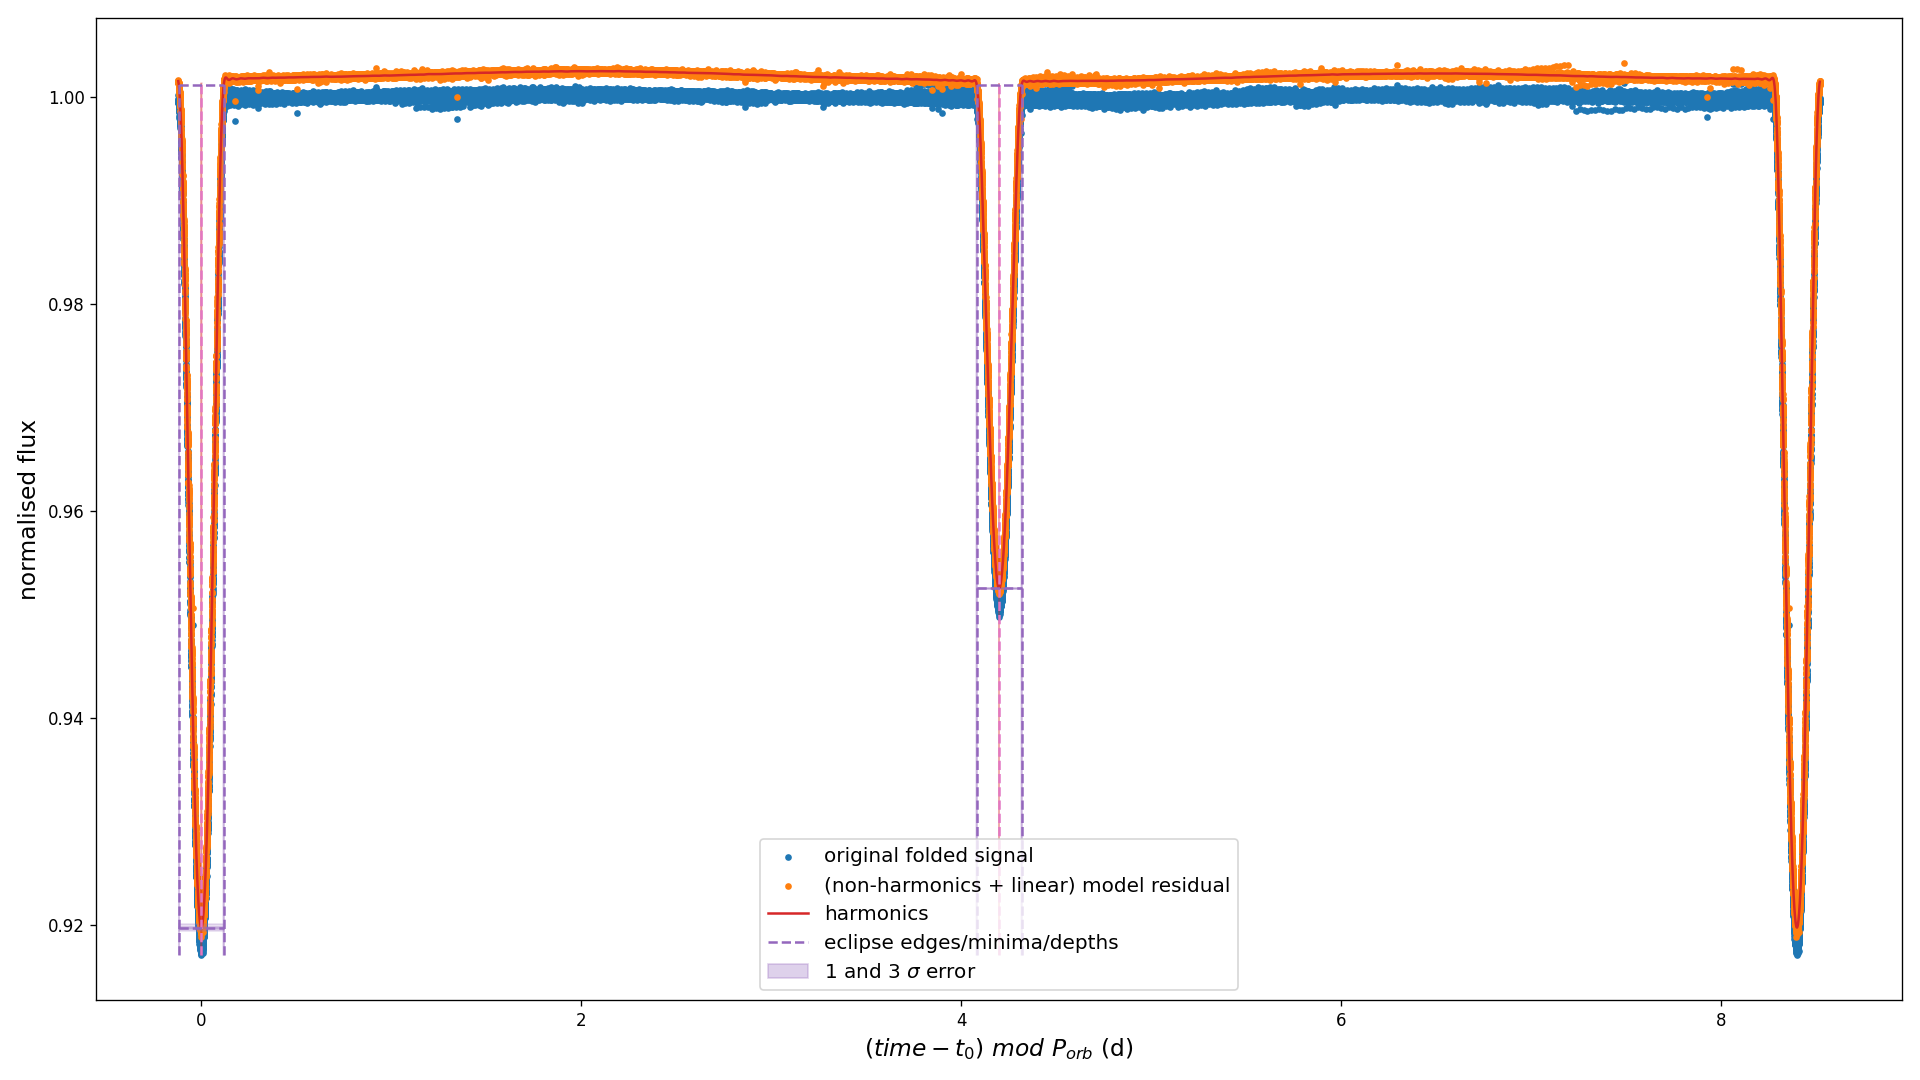 normalised flux
1.00
0.98
0.96
0.94
0.92
original folded signal
(non-harmonics + linear) model residual
harmonics
eclipse edges/minima/depths
1 and 3 σ error
0 2 4 6 8
(time − t₀) mod Pₒᵣb (d)